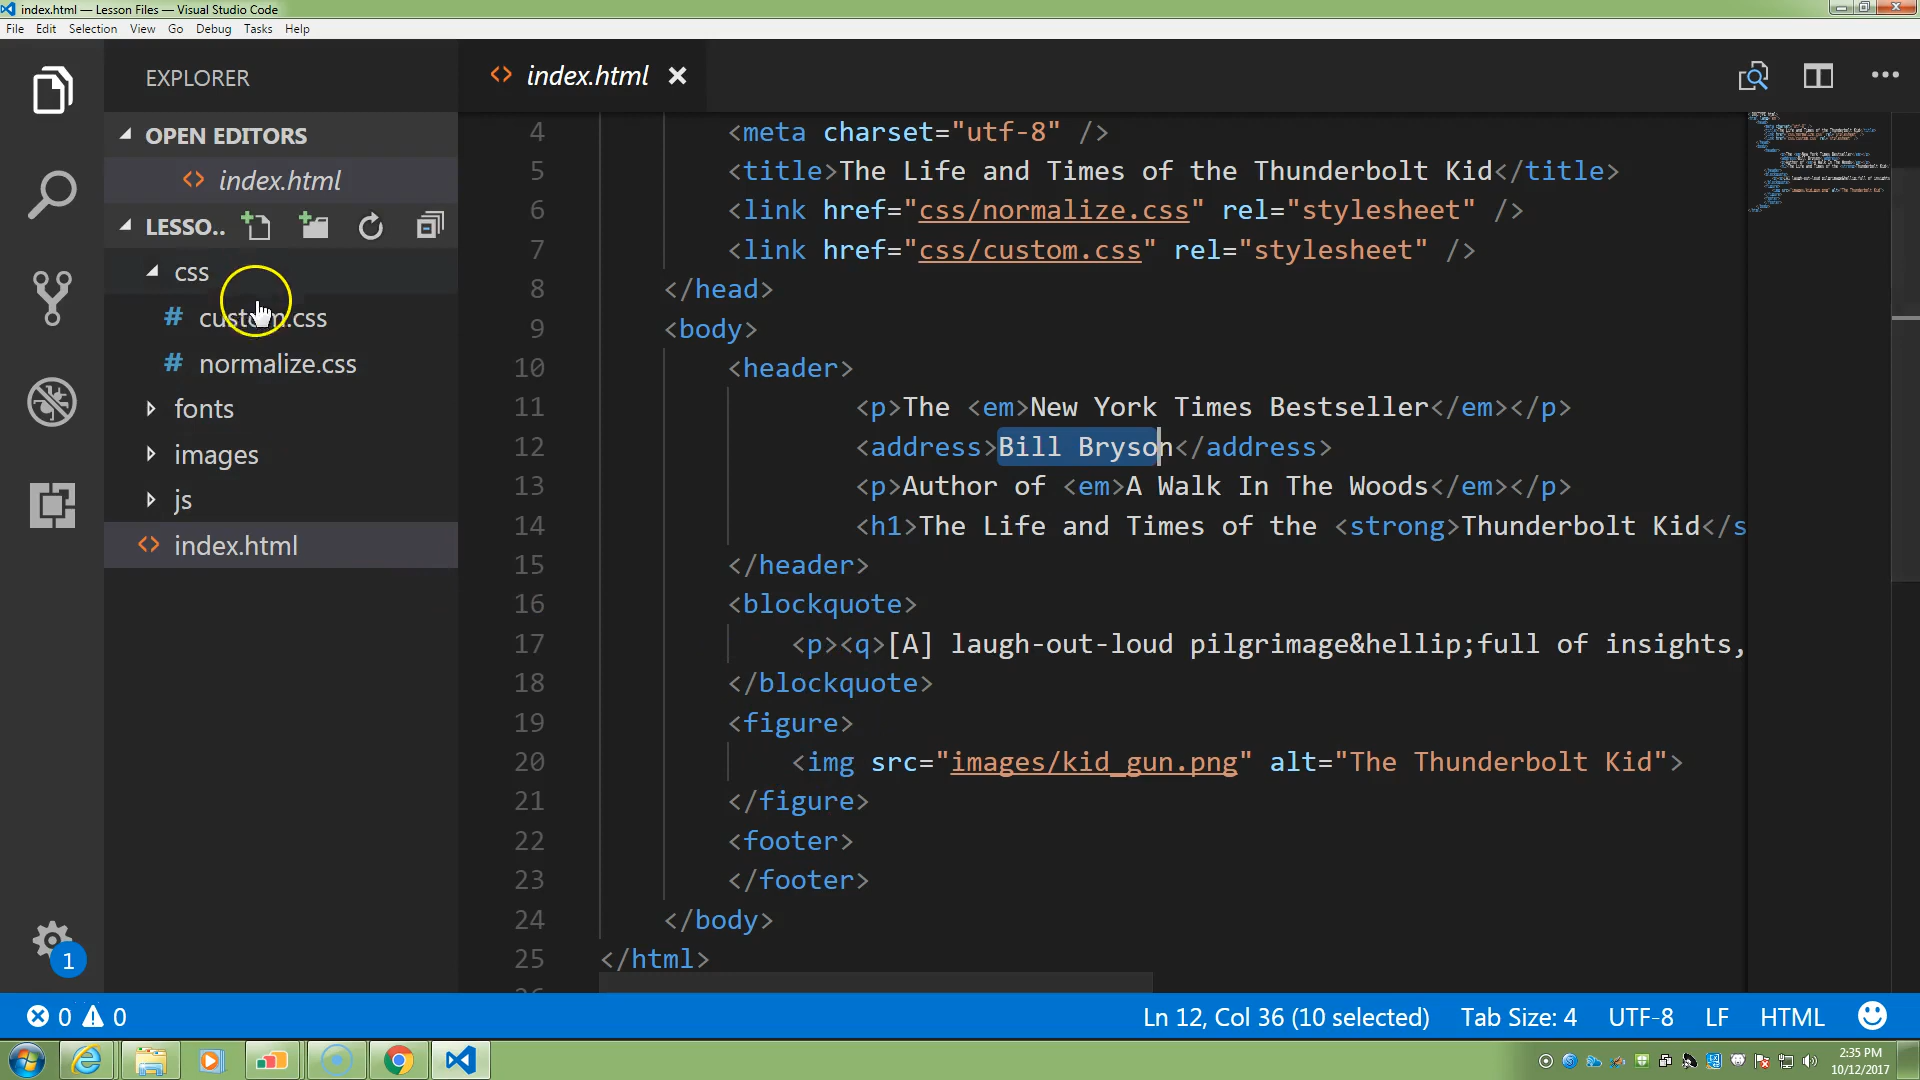 index.html — Lesson Files — Visual Studio Code
File Edit Selection View Go Debug Tasks Help
EXPLORER
index.html
OPEN EDITORS
index.html
LESSO..
css
custom.css
normalize.css
fonts
images
js
index.html
4 <meta charset="utf-8" />
5 <title>The Life and Times of the Thunderbolt Kid</title>
6 <link href="css/normalize.css" rel="stylesheet" />
7 <link href="css/custom.css" rel="stylesheet" />
8 </head>
9 <body>
10 <header>
11 <p>The <em>New York Times Bestseller</em></p>
12 <address>Bill Bryson</address>
13 <p>Author of <em>A Walk In The Woods</em></p>
14 <h1>The Life and Times of the <strong>Thunderbolt Kid</s
15 </header>
16 <blockquote>
17 <p><q>[A] laugh-out-loud pilgrimage&hellip;full of insights,
18 </blockquote>
19 <figure>
20 <img src="images/kid_gun.png" alt="The Thunderbolt Kid">
21 </figure>
22 <footer>
23 </footer>
24 </body>
25 </html>
1
0 0
Ln 12, Col 36 (10 selected) Tab Size: 4 UTF-8 LF HTML
2:35 PM
10/12/2017